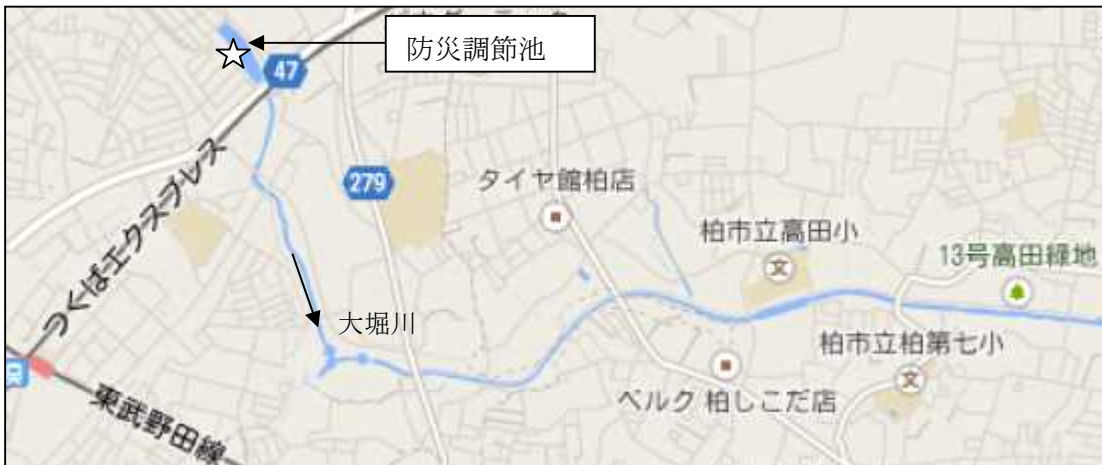 防災調節池
47
279
タイヤ館柏店
柏市立高田小
文
13号高田緑地
つくばエクスプレス
大堀川
柏市立柏第七小
文
ベルク 柏しこだ店
東武野田線